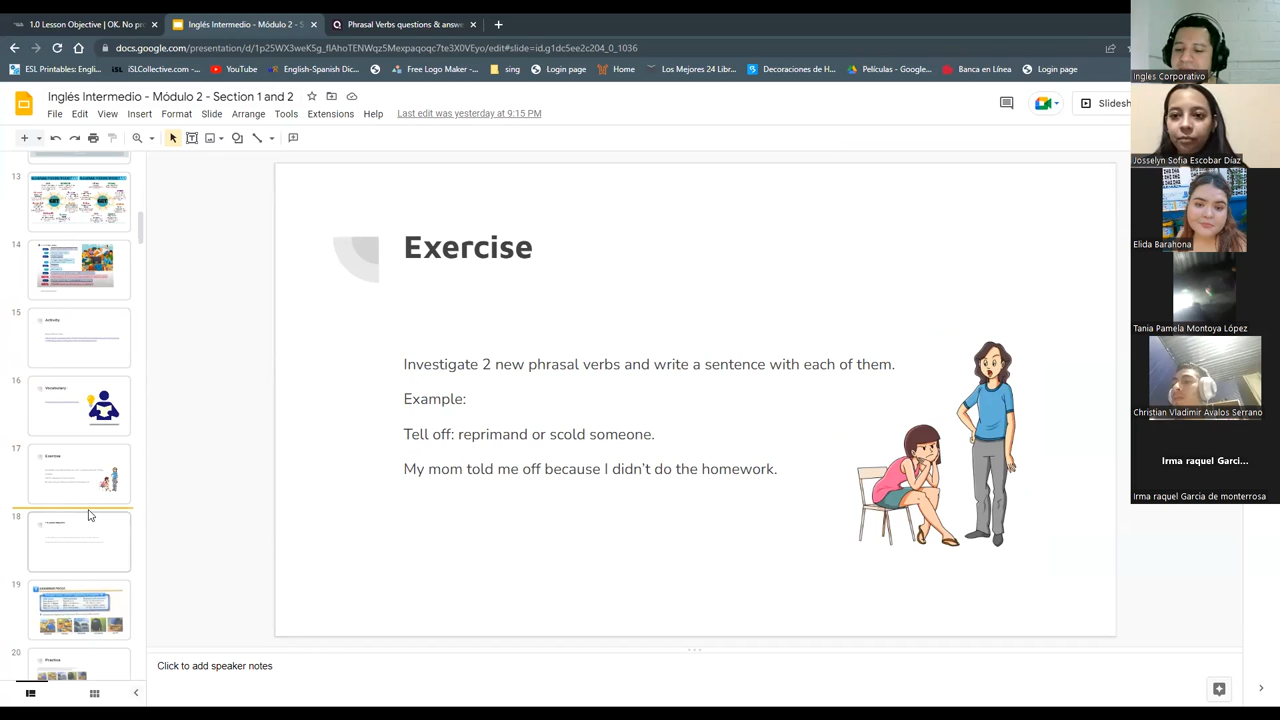 1.0 Lesson Objective | OK. No pr
Inglés Intermedio - Módulo 2 - S
Phrasal Verbs questions & answe
docs.google.com/presentation/d/1p25WX3weK5g_flAhoTENWqz5Mexpaqoqc7te3X0VEyo/edit#slide=id.g1dc5ee2c204_0_1036
ESL Printables: Engli...
iSLCollective.com -...
YouTube
English-Spanish Dic...
Free Logo Maker -...
sing
Login page
Home
Los Mejores 24 Libr...
Decoraciones de H...
Películas - Google...
Banca en Línea
Login page
Inglés Intermedio - Módulo 2 - Section 1 and 2
File
Edit
View
Insert
Format
Slide
Arrange
Tools
Extensions
Help
Last edit was yesterday at 9:15 PM
Slidesh
13
14
15
Activity
16
Vocabulary
17
Exercise
18
19
20
Practice
Exercise
Investigate 2 new phrasal verbs and write a sentence with each of them.
Example:
Tell off: reprimand or scold someone.
My mom told me off because I didn't do the homework.
Click to add speaker notes
Ingles Corporativo
Josselyn Sofia Escobar Díaz
Elida Barahona
Tania Pamela Montoya López
Christian Vladimir Avalos Serrano
Irma raquel Garci...
Irma raquel Garcia de monterrosa